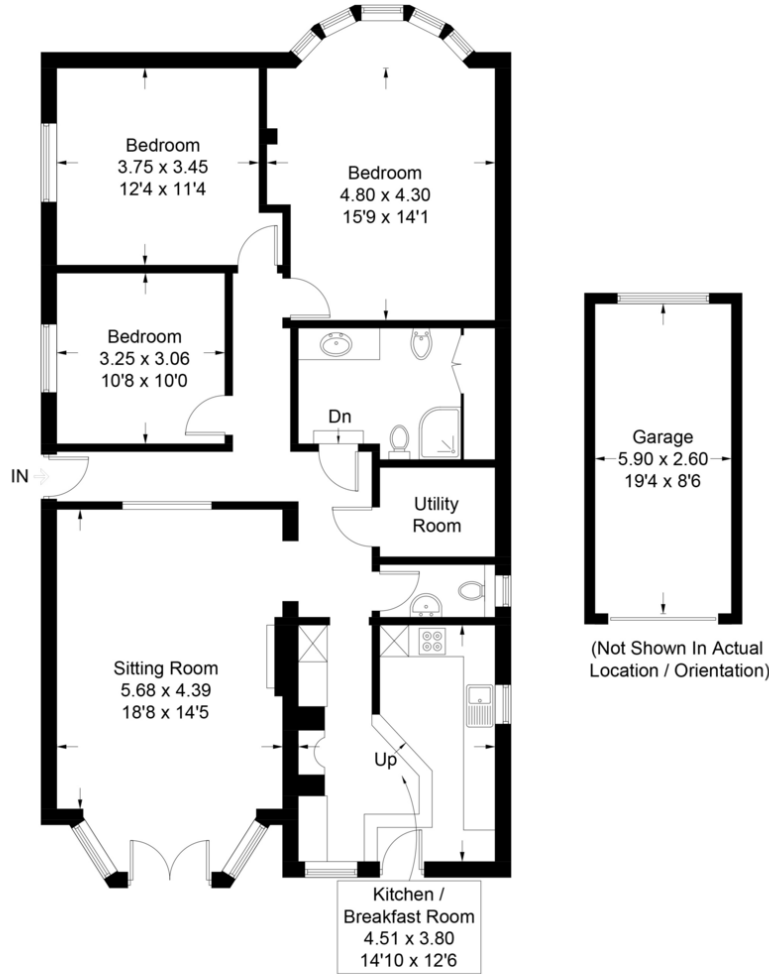 Bedroom
3.75 x 3.45
12'4 x 11'4
Bedroom
4.80 x 4.30
15'9 x 14'1
Bedroom
3.25 x 3.06
10'8 x 10'0
Dn
IN
Utility
Room
Garage
5.90 x 2.60
19'4 x 8'6
(Not Shown In Actual
Location / Orientation)
Sitting Room
5.68 x 4.39
18'8 x 14'5
Up
Kitchen /
Breakfast Room
4.51 x 3.80
14'10 x 12'6